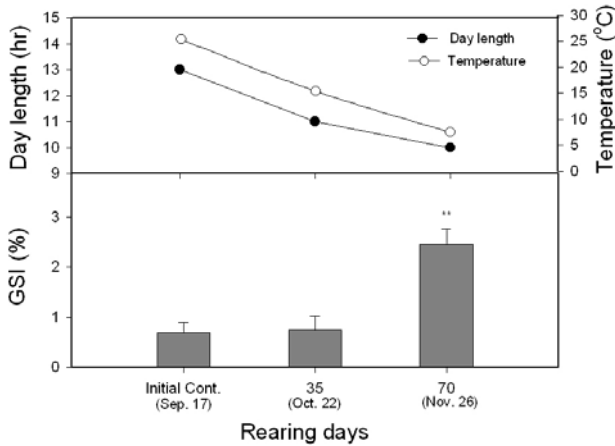 Day length (hr)
15
14
13
12
11
10
9
Day length
Temperature
30
25
20
15
10
5
0
Temperature (⁰C)
GSI (%)
3
2
1
0
**
Initial Cont.
(Sep. 17)
35
(Oct. 22)
70
(Nov. 26)
Rearing days